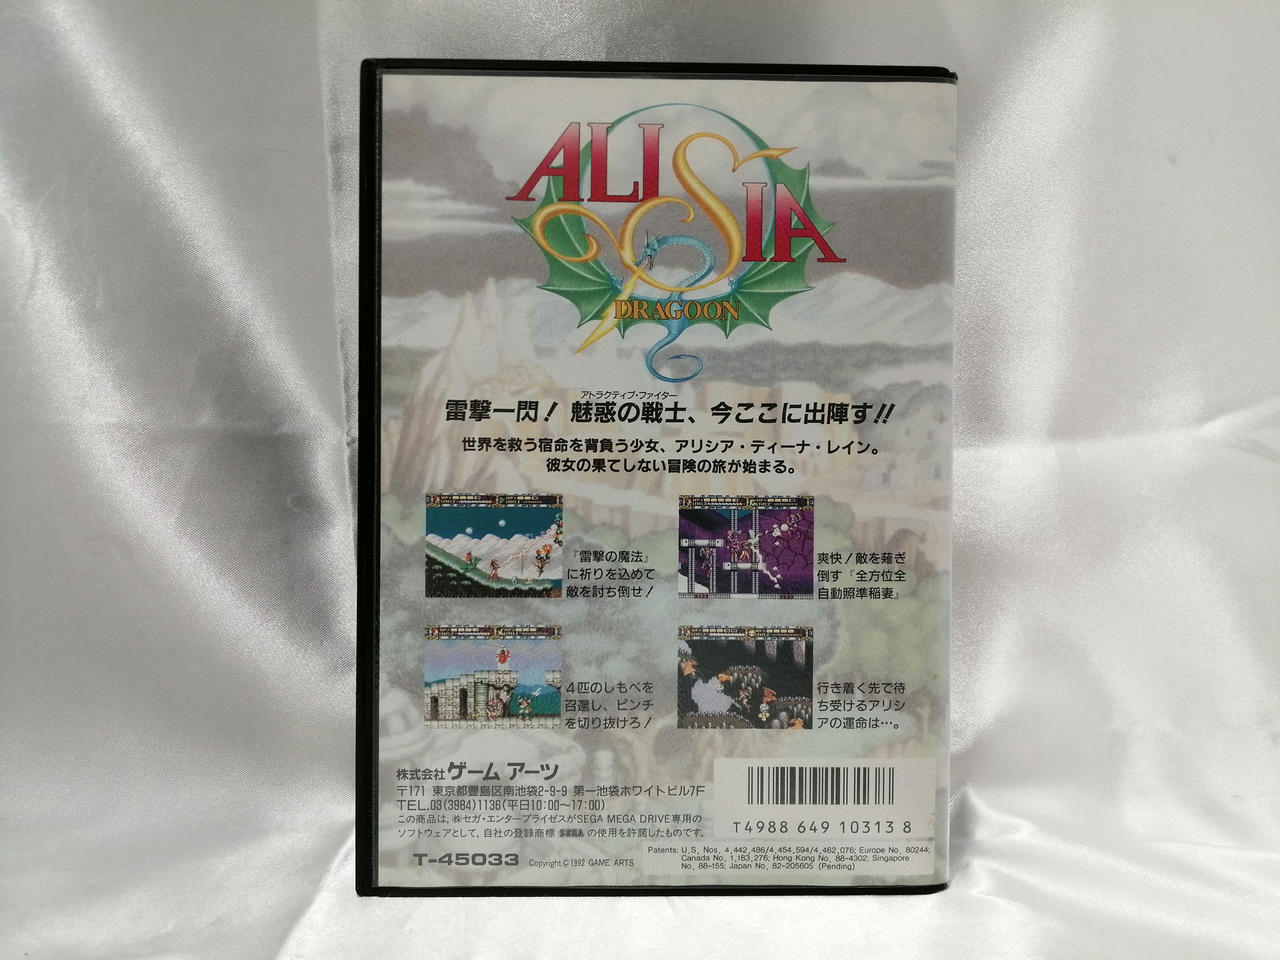 ALISIA
DRAGOON
アトラクティブ・ファイター
雷撃一閃! 魅惑の戦士、今ここに出陣す!!
世界を救う宿命を背負う少女、アリシア・ディーナ・レイン。
彼女の果てしない冒険の旅が始まる。
『雷撃の魔法』
に祈りを込めて
敵を討ち倒せ!
爽快!敵を薙ぎ
倒す『全方位全
自動照準稲妻』
4匹のしもべを
召還し、ピンチ
を切り抜けろ!
行き着く先で待
ち受けるアリシ
アの運命は…。
株式会社ゲームアーツ
〒171 東京都豊島区南池袋2-9-9 第一池袋ホワイトビル7F
TEL.03(3984)1136(平日10:00〜17:00)
この商品は、㈱セガ・エンタープライゼスがSEGA MEGA DRIVE専用の
ソフトウェアとして、自社の登録商標 SEGA の使用を許諾したものです。
T-45033 Copyright © 1992 GAME ARTS
T4988 649 10313 8
Patents: U.S. Nos. 4,442,486/4,454,594/4,462,076; Europe No. 80244;
Canada No. 1,183,276; Hong Kong No. 88-4302; Singapore
No. 88-155; Japan No. 82-205605 (Pending)